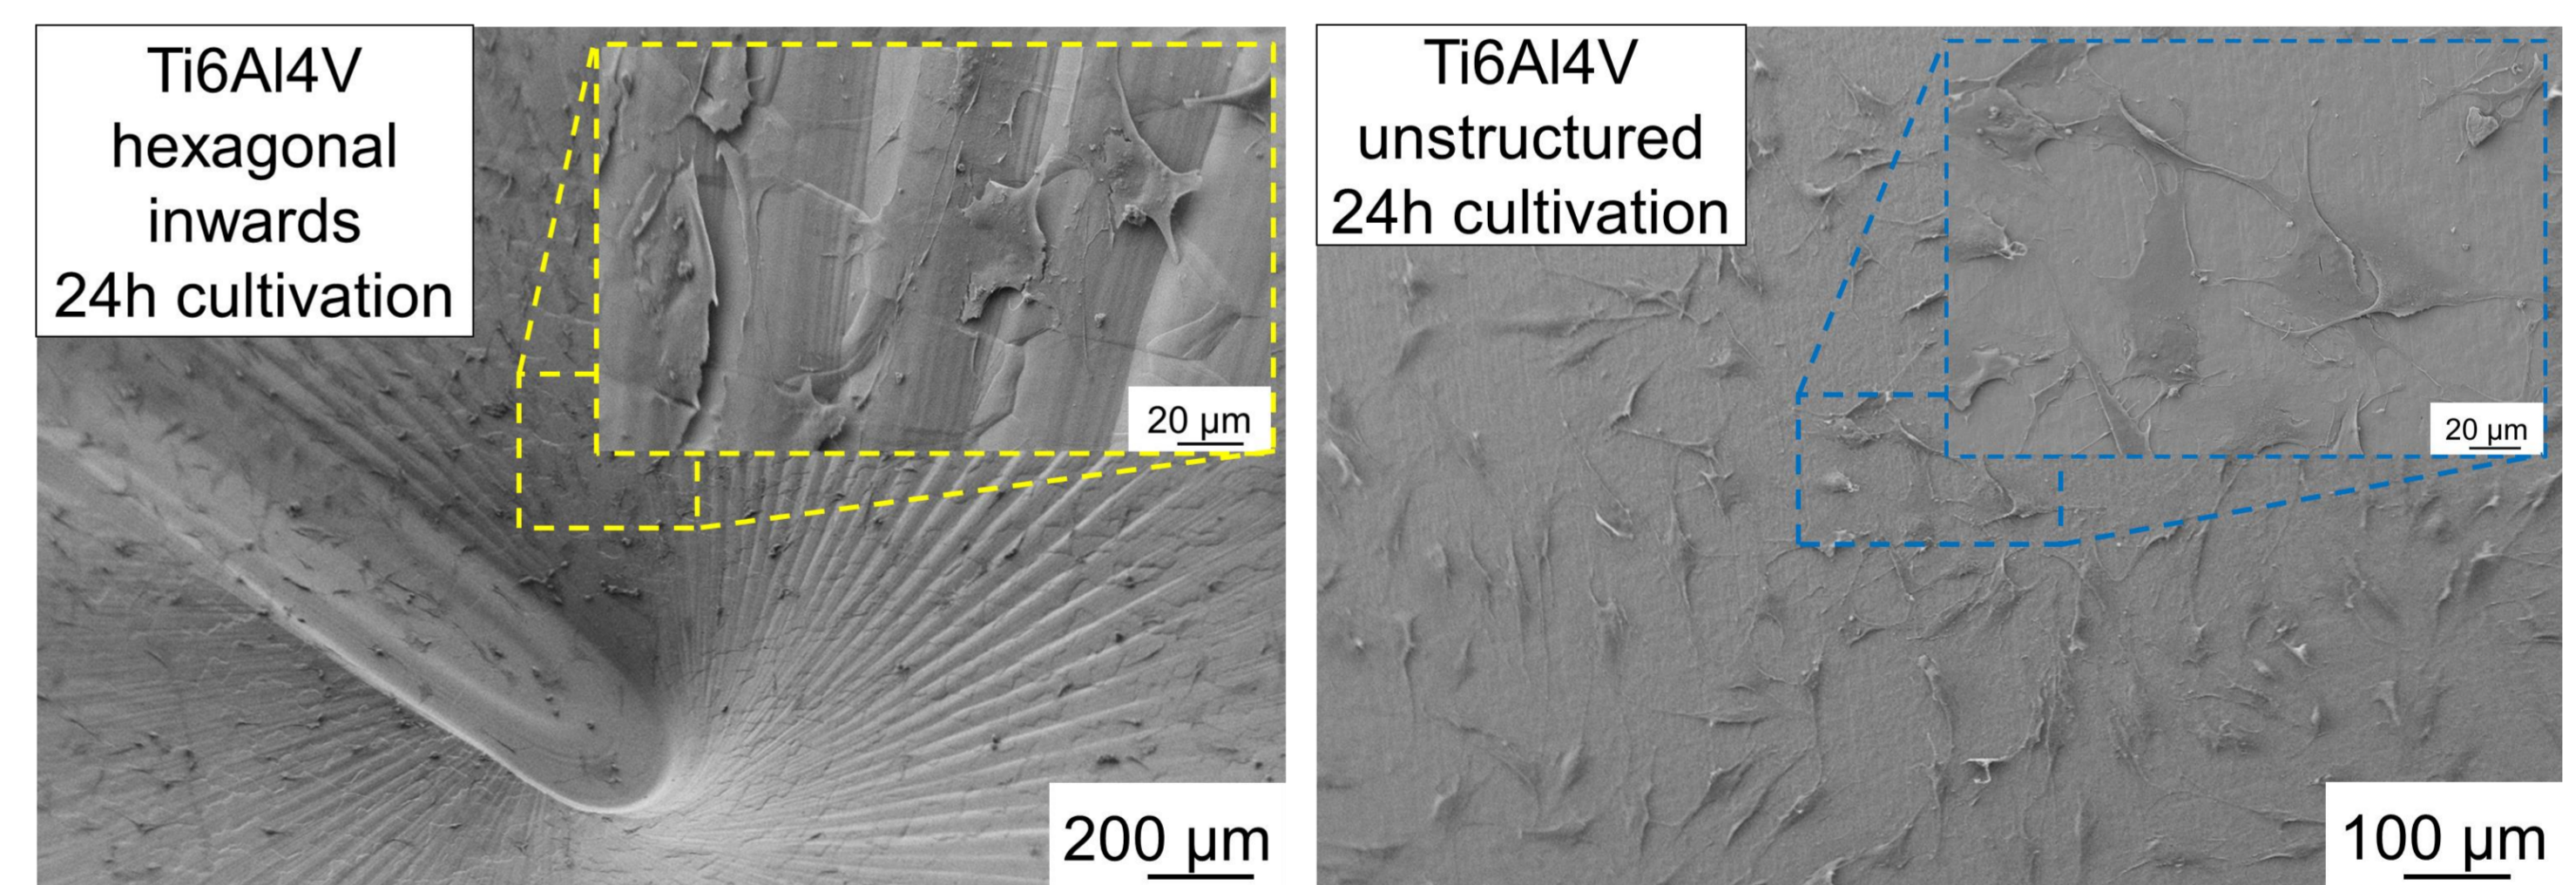 Ti6Al4V
hexagonal
inwards
24h cultivation
20 µm
200 µm
Ti6Al4V
unstructured
24h cultivation
20 µm
100 µm